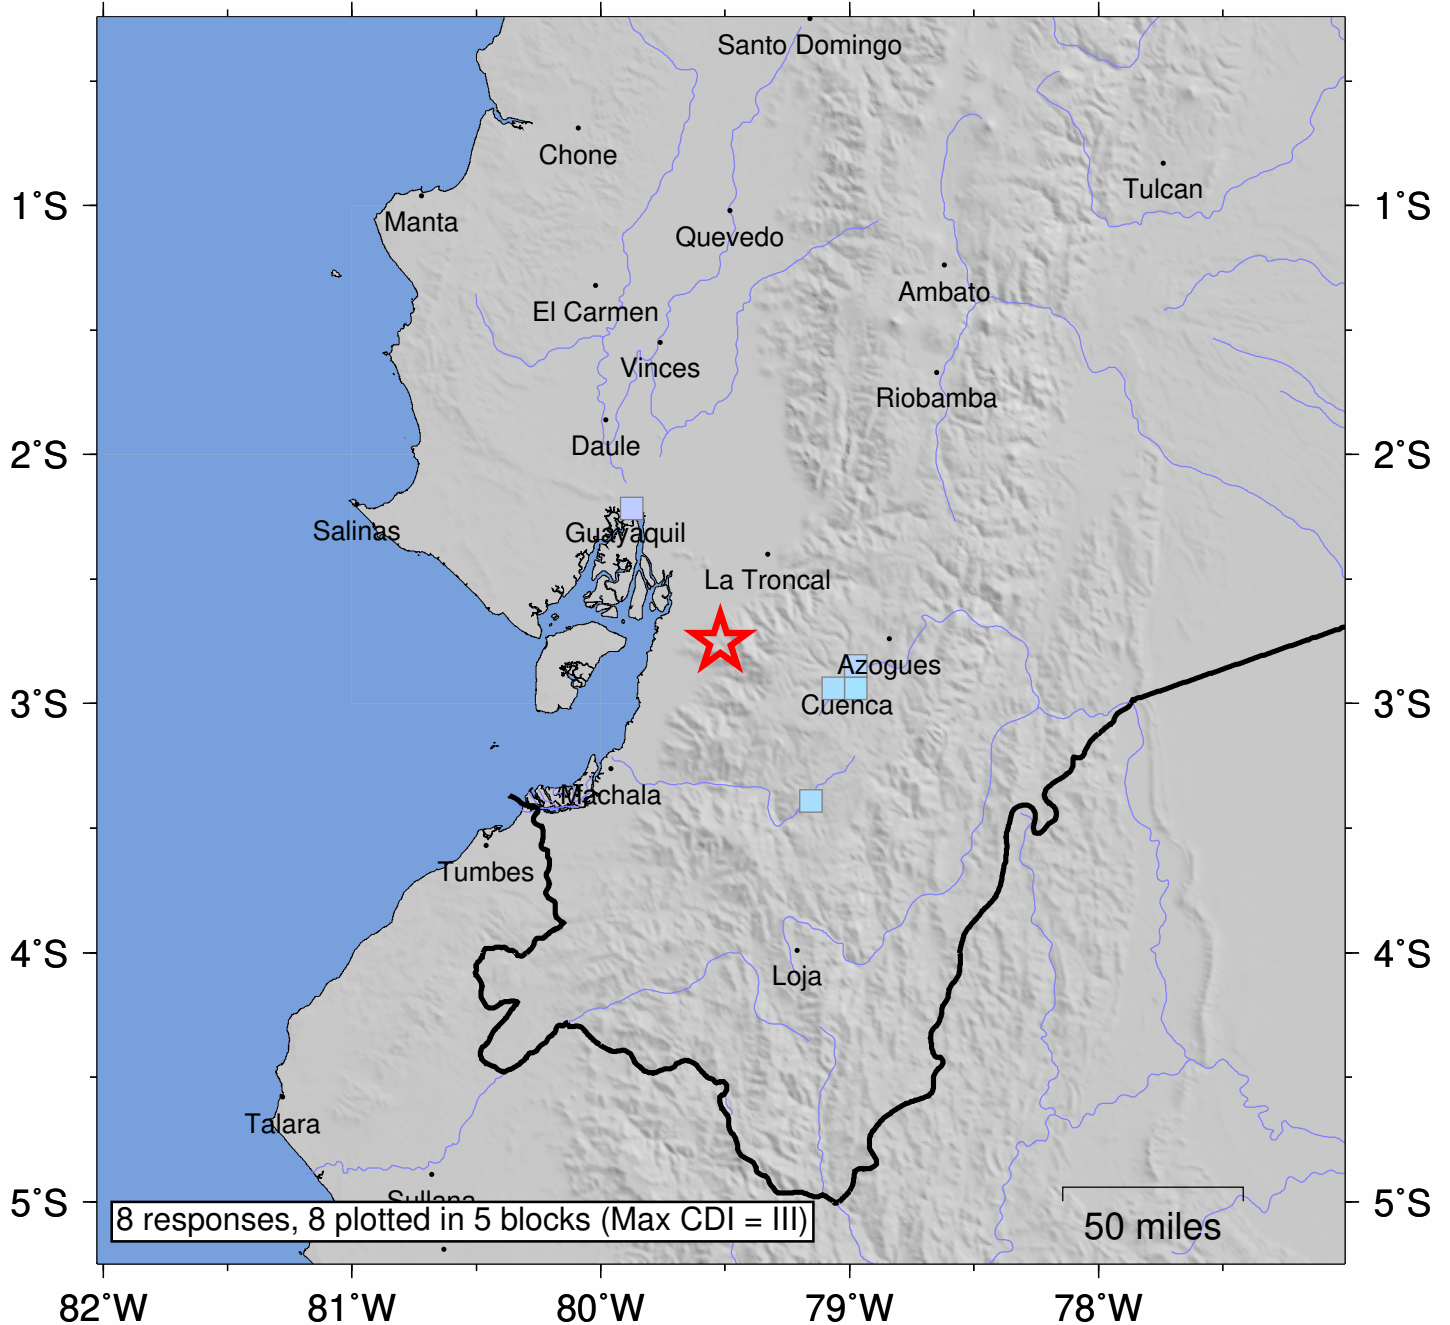 Santo Domingo
Chone
Tulcan
1°S
1°S
Manta
Quevedo
Ambato
El Carmen
Vinces
Riobamba
Daule
2°S
2°S
Salinas
Guayaquil
La Troncal
Azogues
3°S
3°S
Cuenca
Machala
Tumbes
4°S
4°S
Loja
Talara
Sullana
5°S
5°S
8 responses, 8 plotted in 5 blocks (Max CDI = III)
50 miles
82°W
81°W
80°W
79°W
78°W